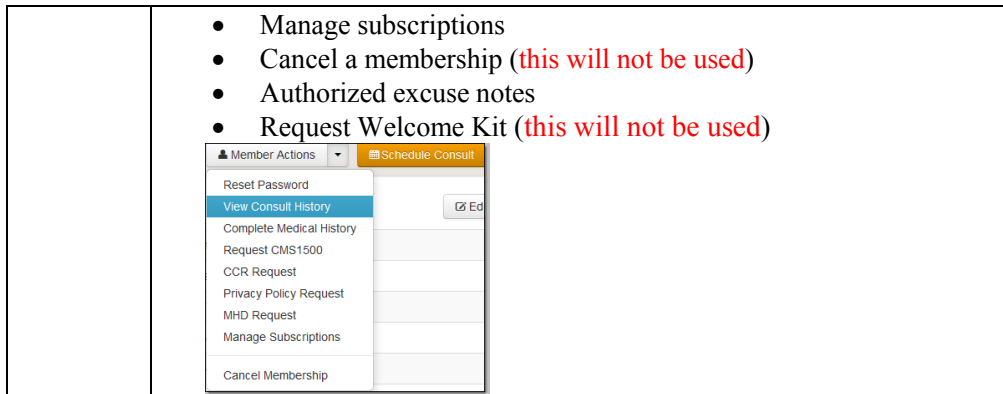 • Manage subscriptions
• Cancel a membership (this will not be used)
• Authorized excuse notes
• Request Welcome Kit (this will not be used)
Member Actions Schedule Consult
Reset Password
View Consult History Ed
Complete Medical History
Request CMS1500
CCR Request
Privacy Policy Request
MHD Request
Manage Subscriptions
Cancel Membership